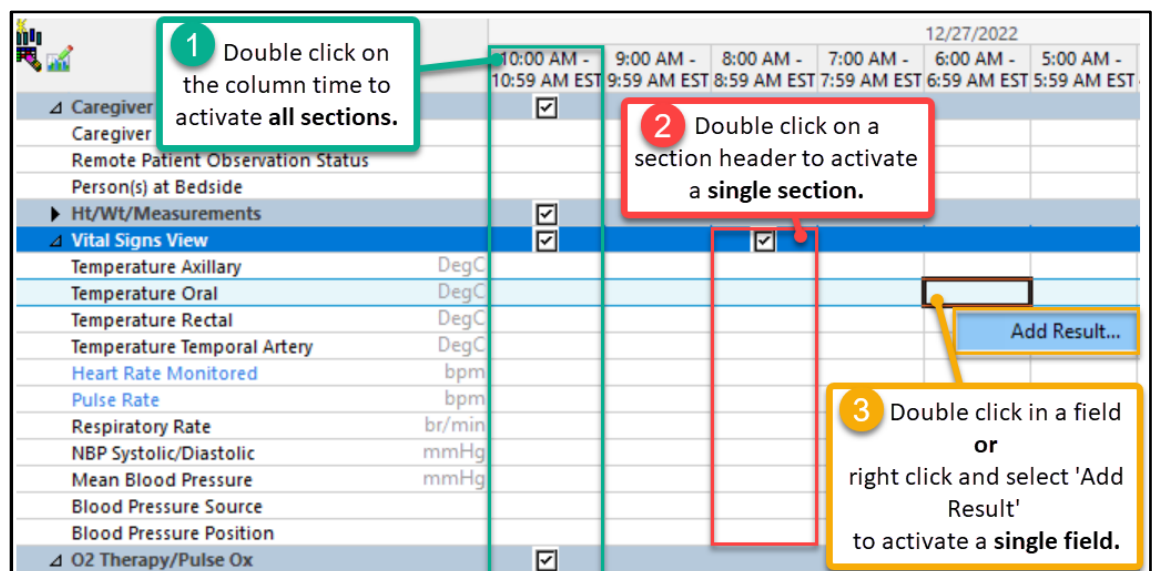 12/27/2022
10:00 AM - 9:00 AM - 8:00 AM - 7:00 AM - 6:00 AM - 5:00 AM -
10:59 AM EST 9:59 AM EST 8:59 AM EST 7:59 AM EST 6:59 AM EST 5:59 AM EST
1 Double click on
the column time to
activate all sections.
Caregiver
Caregiver
Remote Patient Observation Status
Person(s) at Bedside
2 Double click on a
section header to activate
a single section.
Ht/Wt/Measurements
Vital Signs View
Temperature Axillary DegC
Temperature Oral DegC
Temperature Rectal DegC
Add Result...
Temperature Temporal Artery DegC
Heart Rate Monitored bpm
Pulse Rate bpm
Respiratory Rate br/min
NBP Systolic/Diastolic mmHg
Mean Blood Pressure mmHg
Blood Pressure Source
Blood Pressure Position
O2 Therapy/Pulse Ox
3 Double click in a field
or
right click and select 'Add
Result'
to activate a single field.